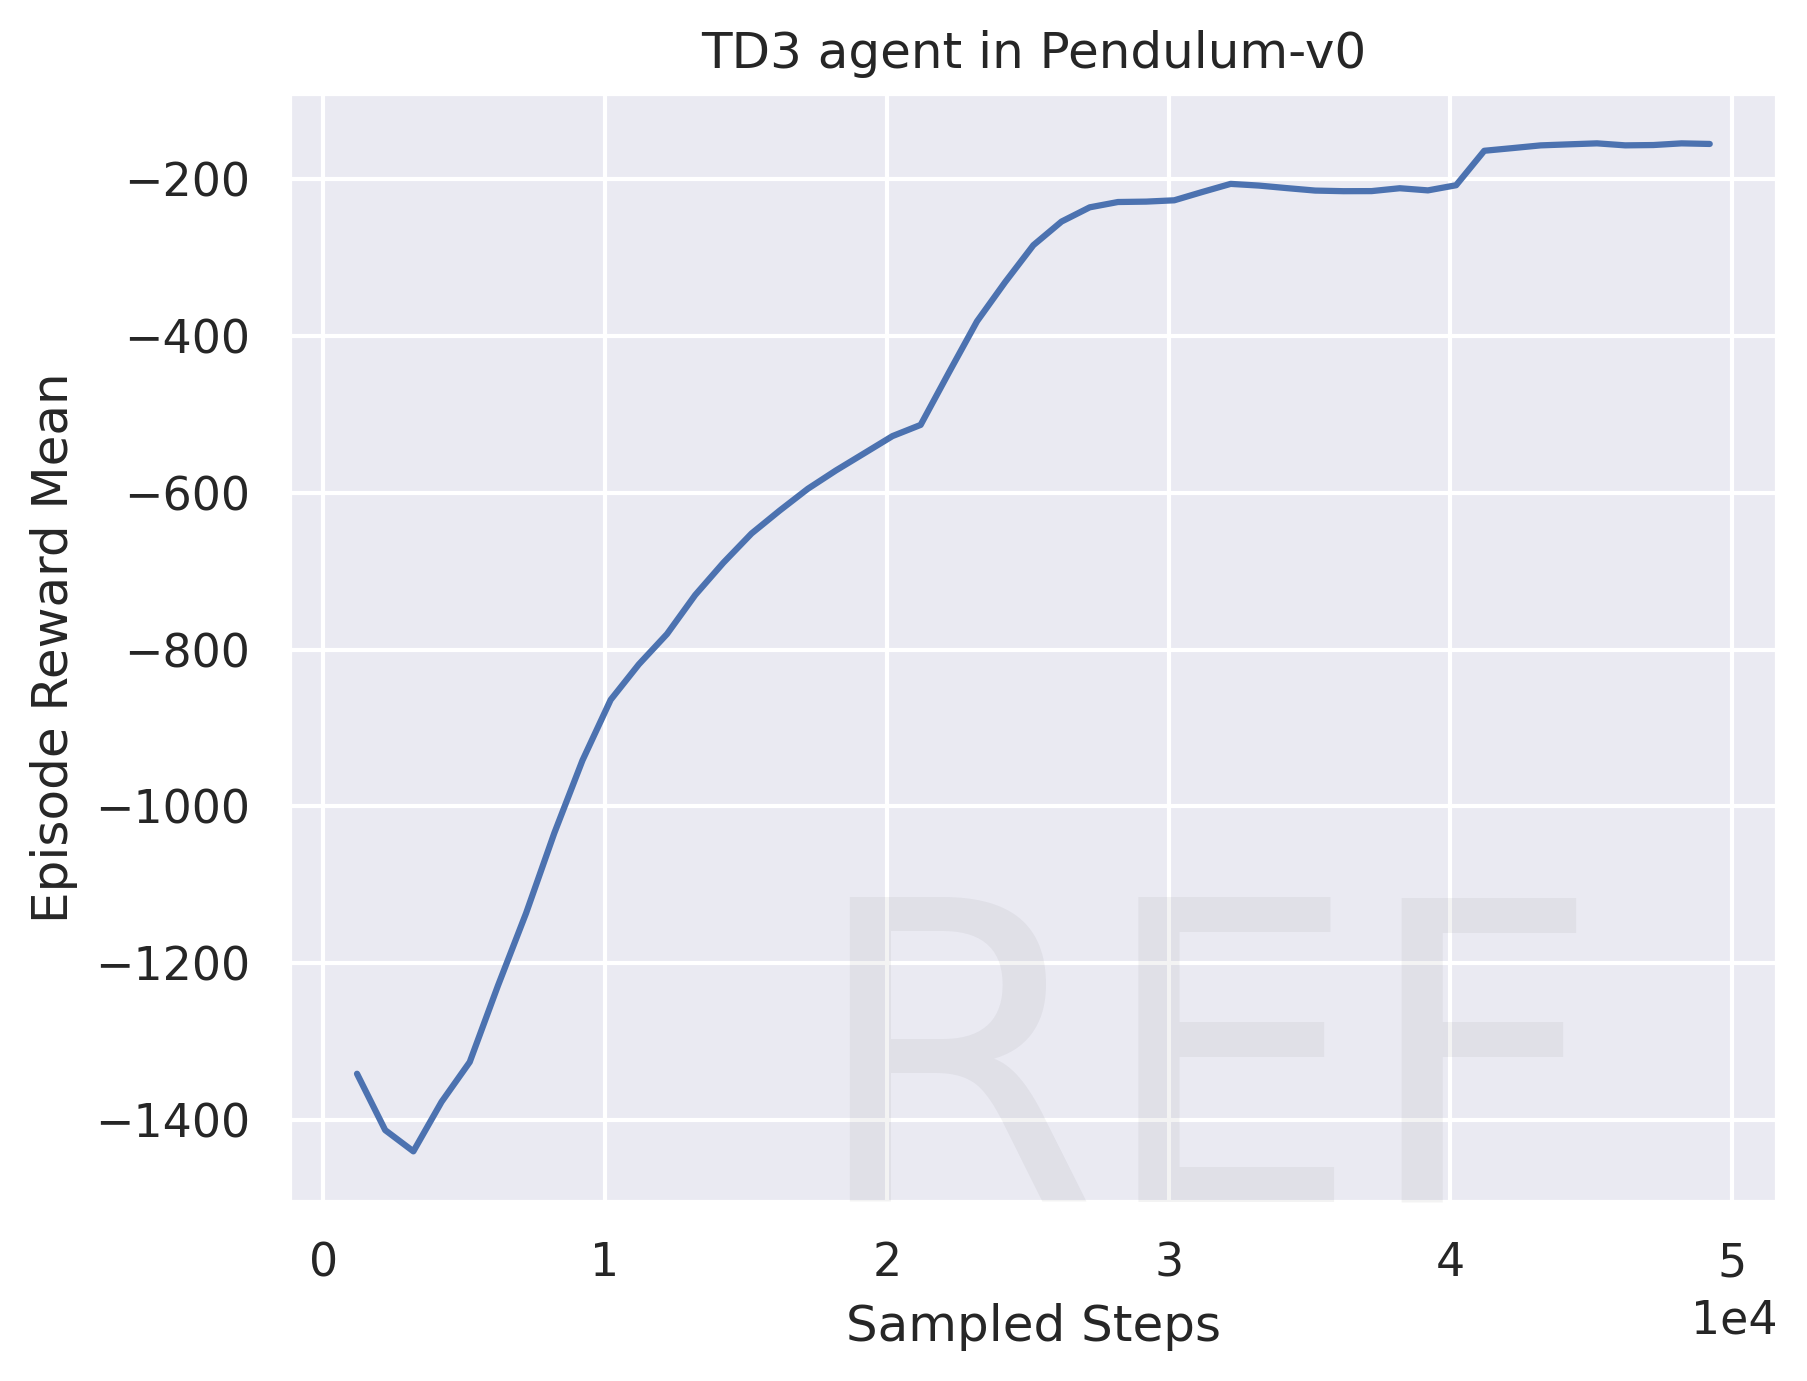 TD3 agent in Pendulum-v0
Episode Reward Mean
−200
−400
−600
−800
−1000
−1200
−1400
REF
0 1 2 3 4 5
1e4
Sampled Steps